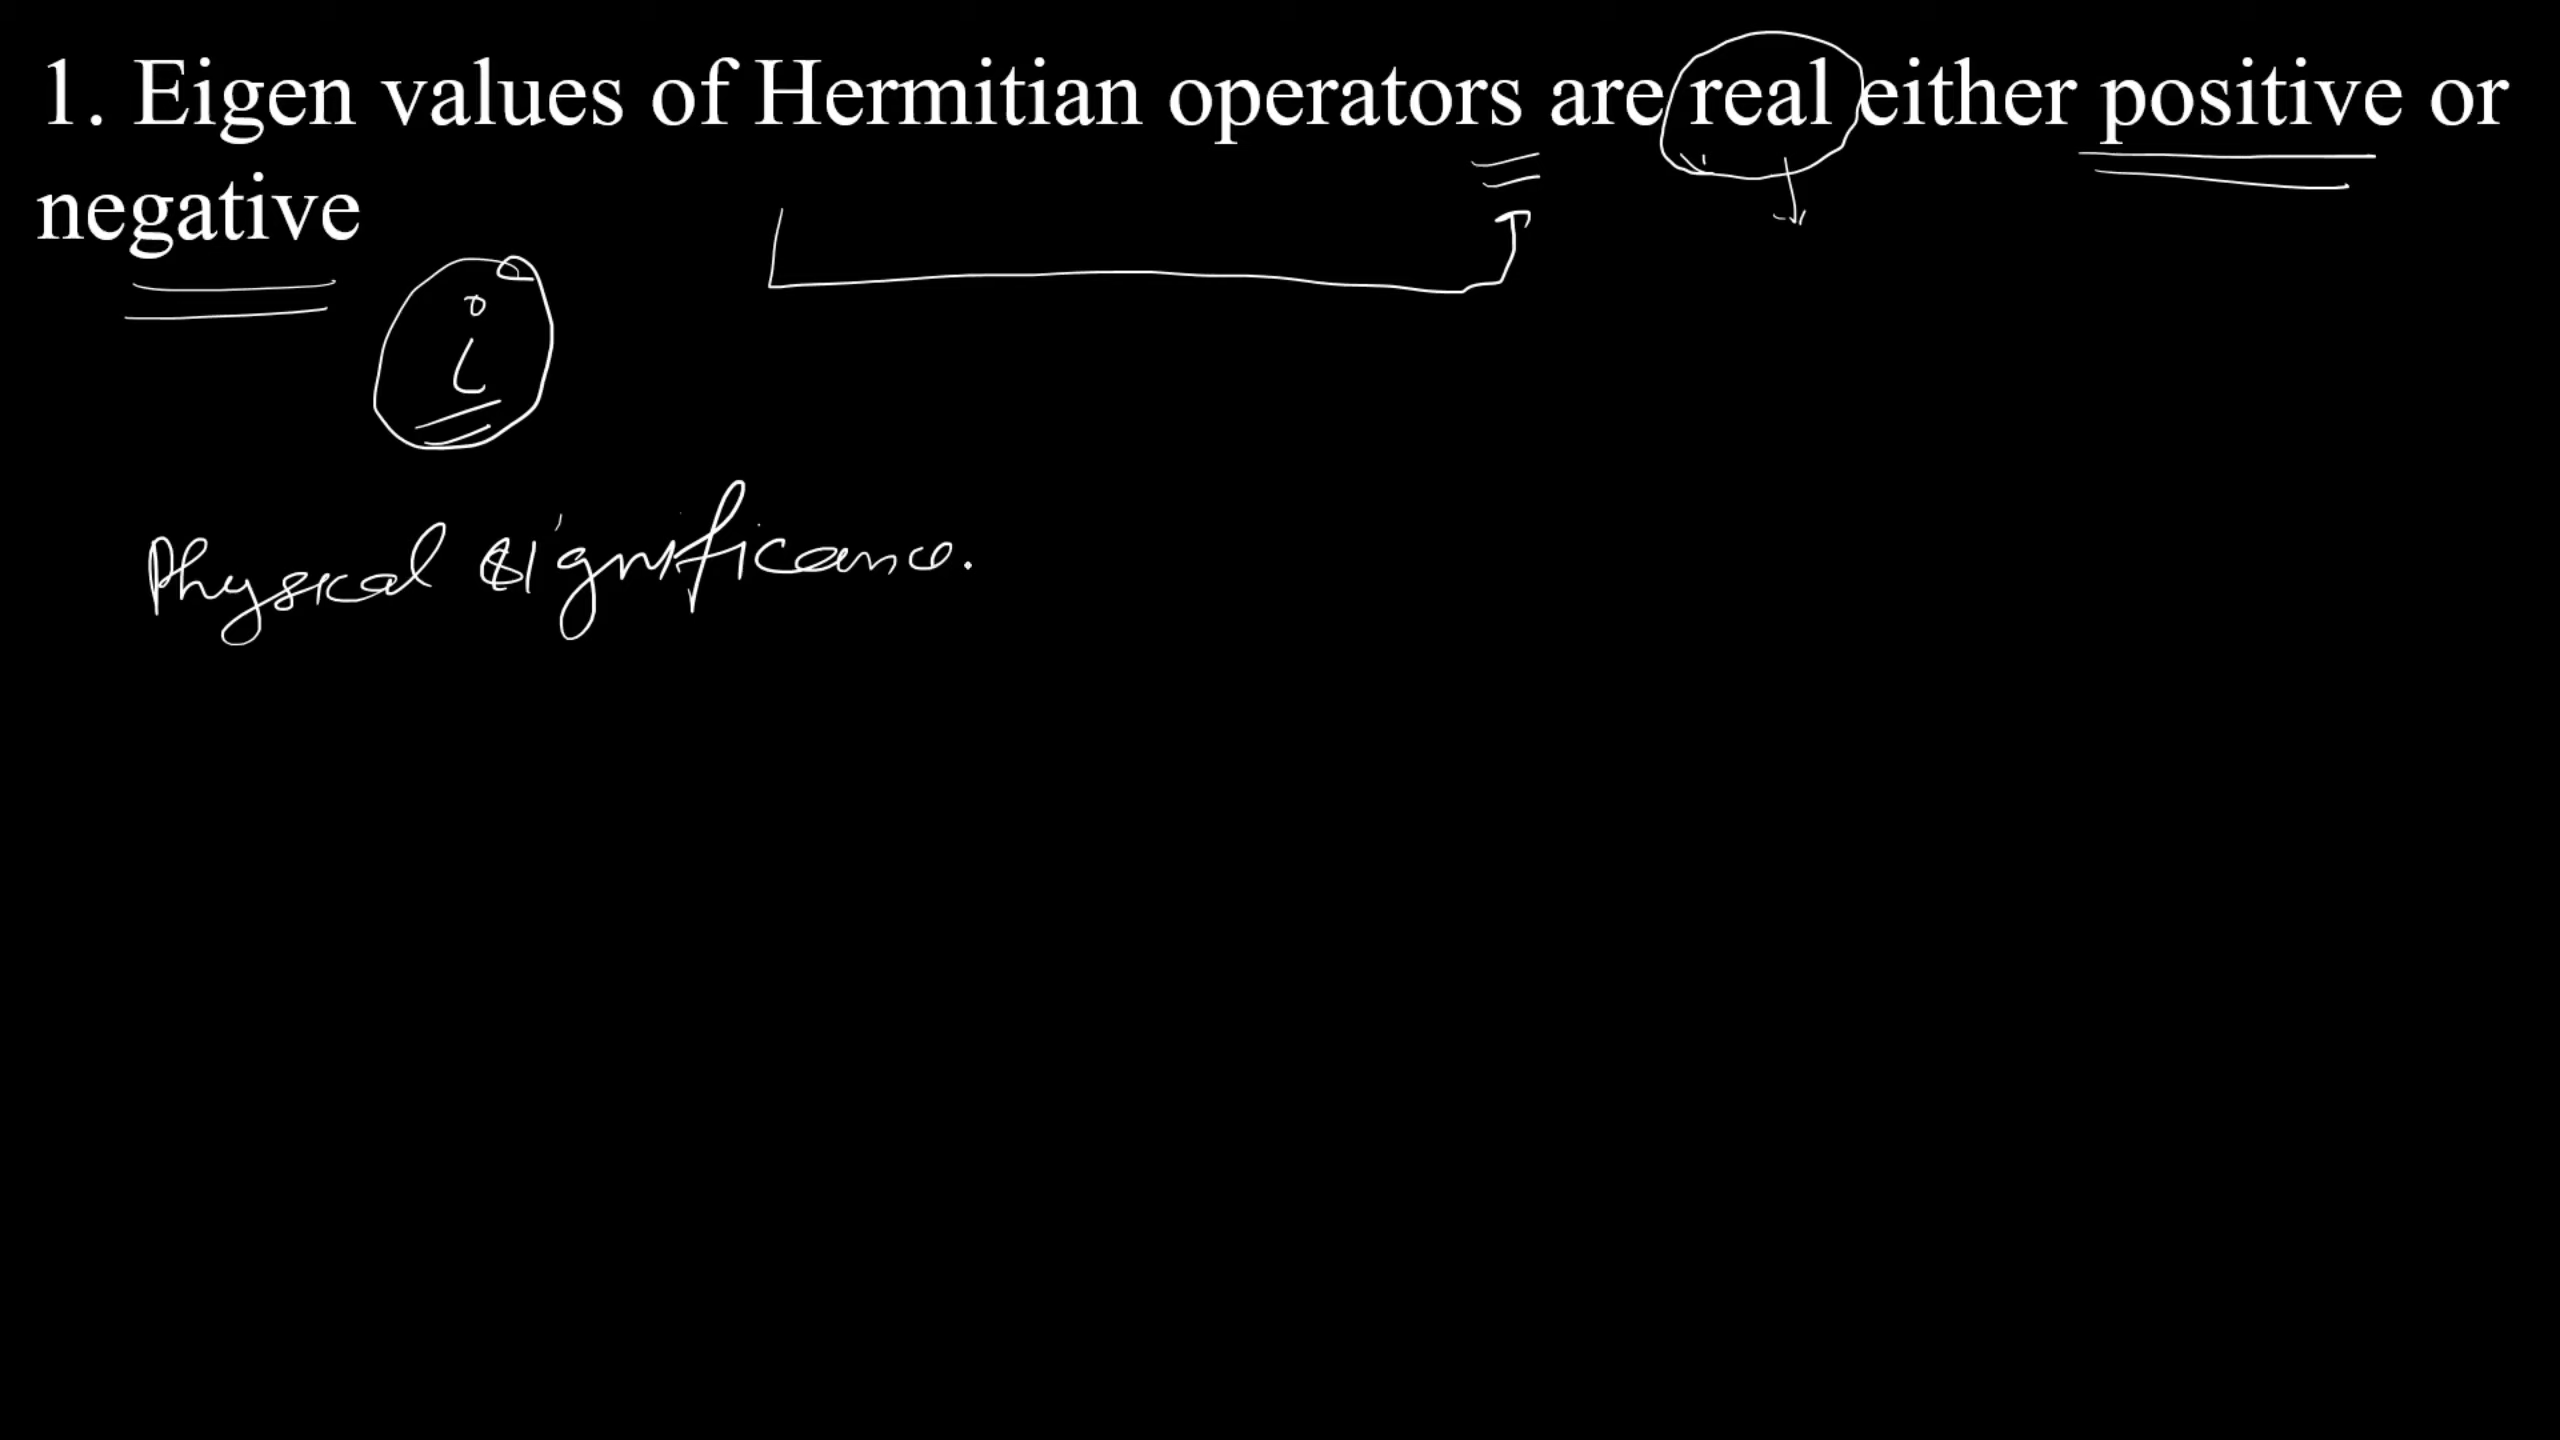 1. Eigen values of Hermitian operators are real either positive or
negative
i
Physical significance.